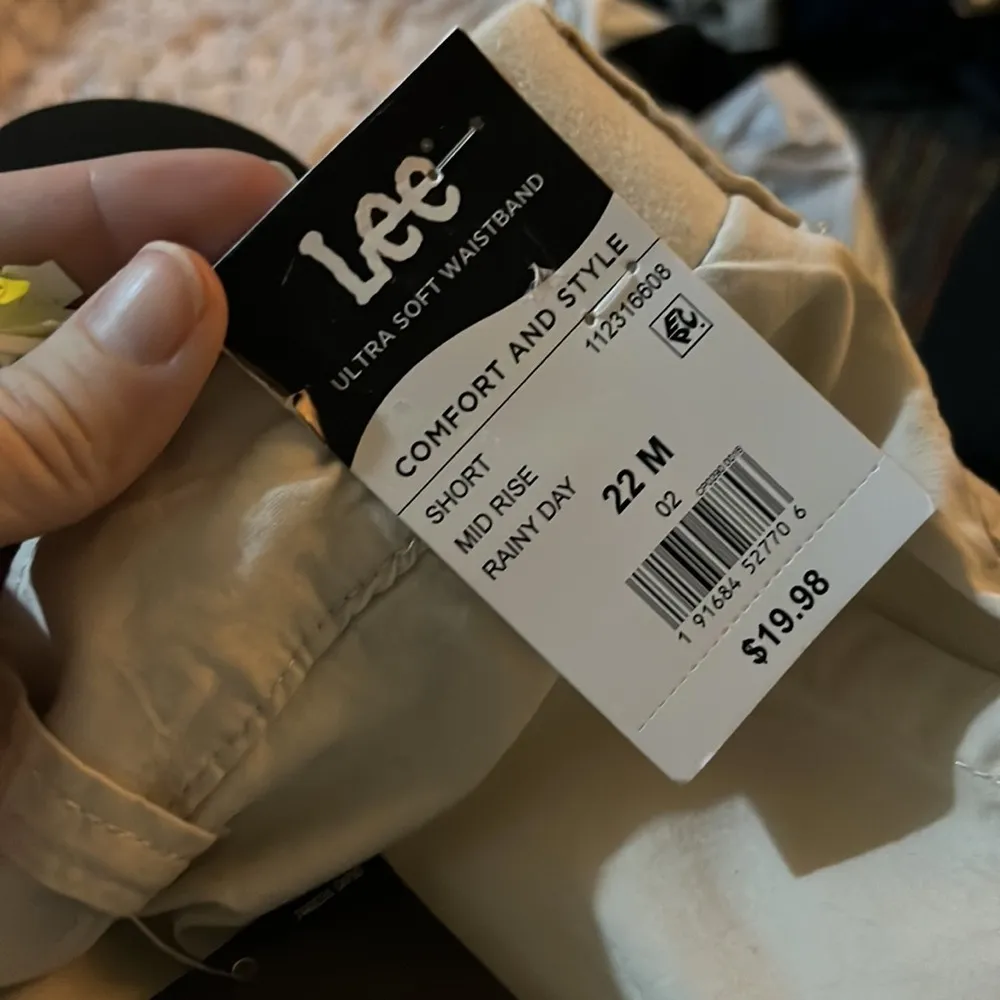 Lee®
ULTRA SOFT WAISTBAND
COMFORT AND STYLE
112316608
SHORT
MID RISE
RAINY DAY
22 M
02
1 91684 52770 6
$19.98